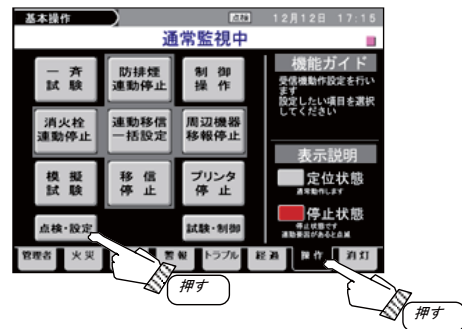 基本操作 点検 12月12日 17:15
通常監視中
一斉
試験
防排煙
連動停止
制御
操作
消火栓
連動停止
連動移信
一括設定
周辺機器
移報停止
模擬
試験
移信
停止
プリンタ
停止
点検・設定
試験・制御
機能ガイド
受信機動作設定を行い
ます
設定したい項目を選択
してください
表示説明
定位状態
通常動作します
停止状態
停止状態です
連動要因があると点滅
管理者 火災 警報 トラブル 経過 操作 消灯
押す
押す